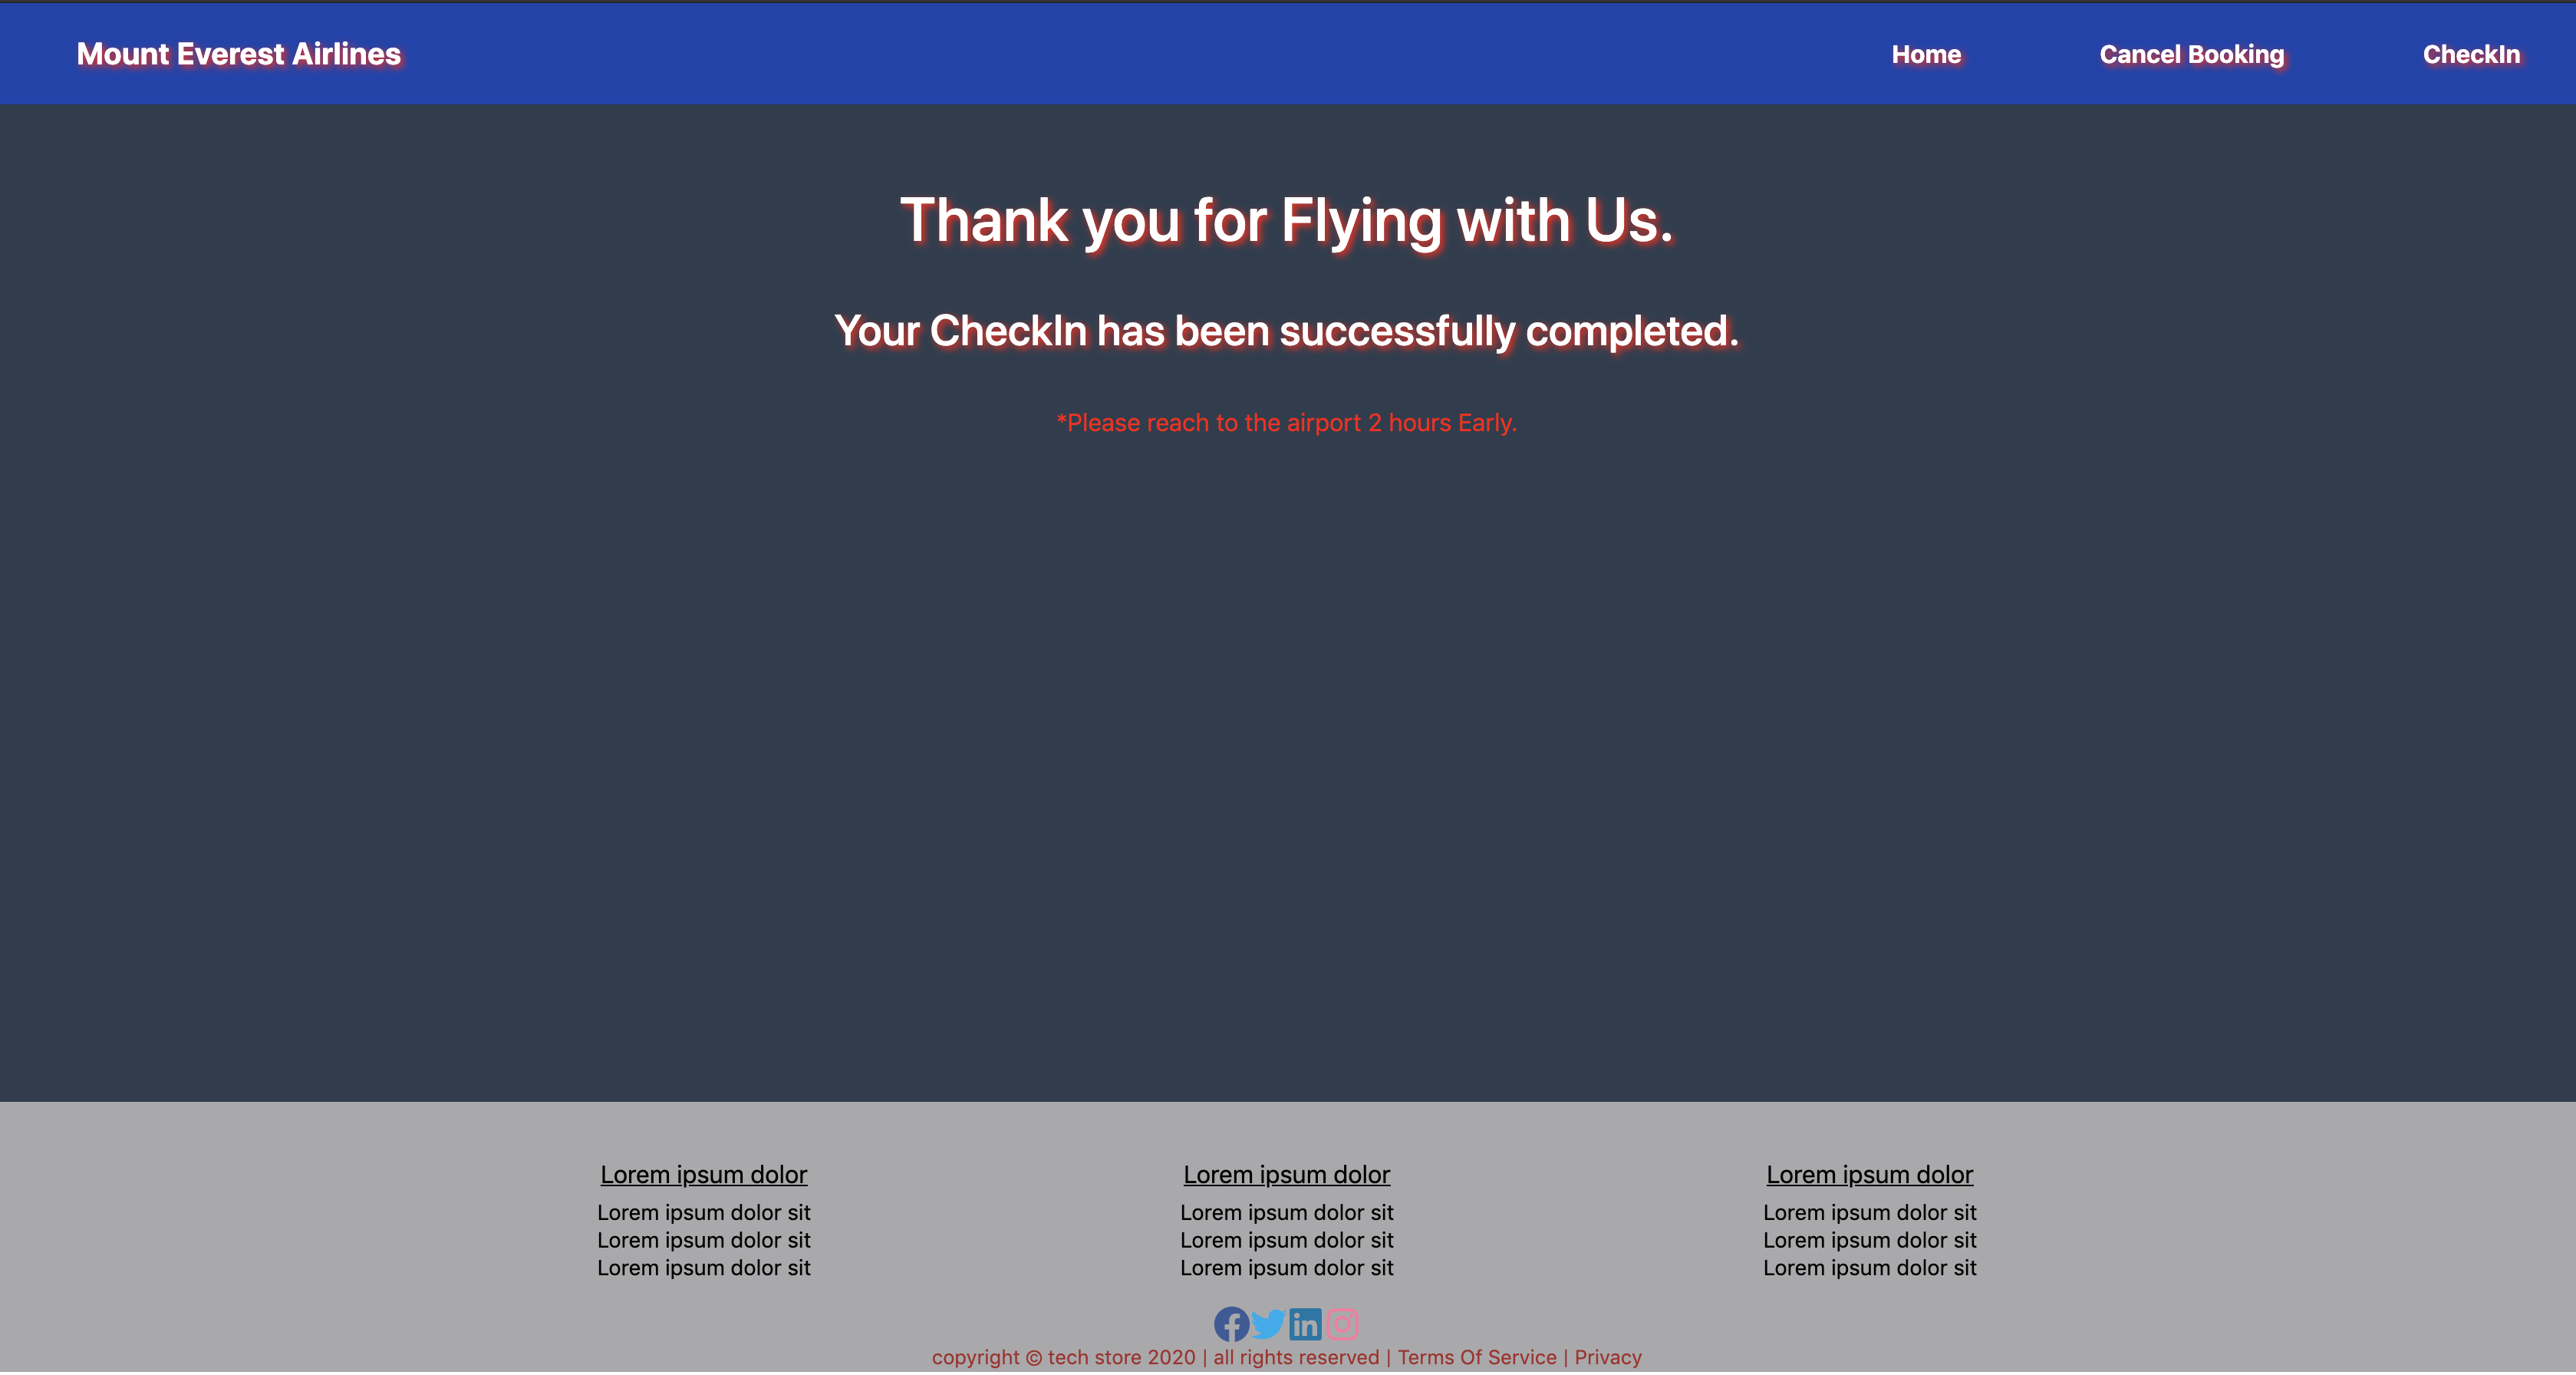 Mount Everest Airlines
Home
Cancel Booking
CheckIn
Thank you for Flying with Us.
Your CheckIn has been successfully completed.
*Please reach to the airport 2 hours Early.
Lorem ipsum dolor
Lorem ipsum dolor sit
Lorem ipsum dolor sit
Lorem ipsum dolor sit
Lorem ipsum dolor
Lorem ipsum dolor sit
Lorem ipsum dolor sit
Lorem ipsum dolor sit
Lorem ipsum dolor
Lorem ipsum dolor sit
Lorem ipsum dolor sit
Lorem ipsum dolor sit
copyright © tech store 2020 | all rights reserved | Terms Of Service | Privacy